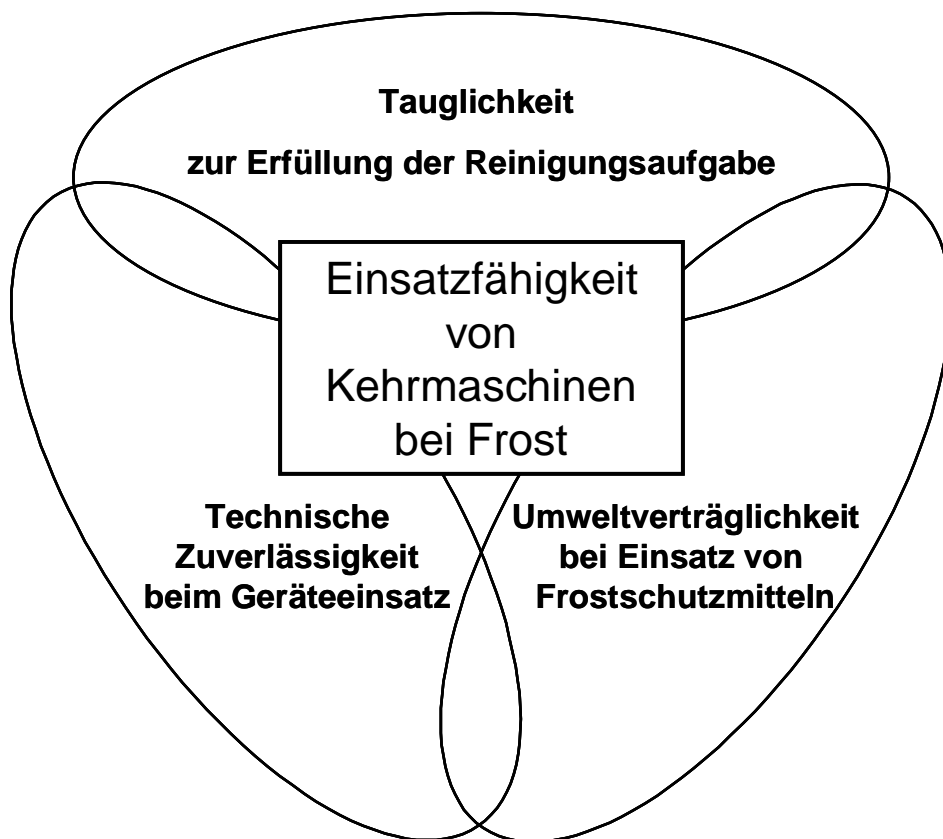 Tauglichkeit
zur Erfüllung der Reinigungsaufgabe
Einsatzfähigkeit
von
Kehrmaschinen
bei Frost
Technische
Zuverlässigkeit
beim Geräteeinsatz
Umweltverträglichkeit
bei Einsatz von
Frostschutzmitteln